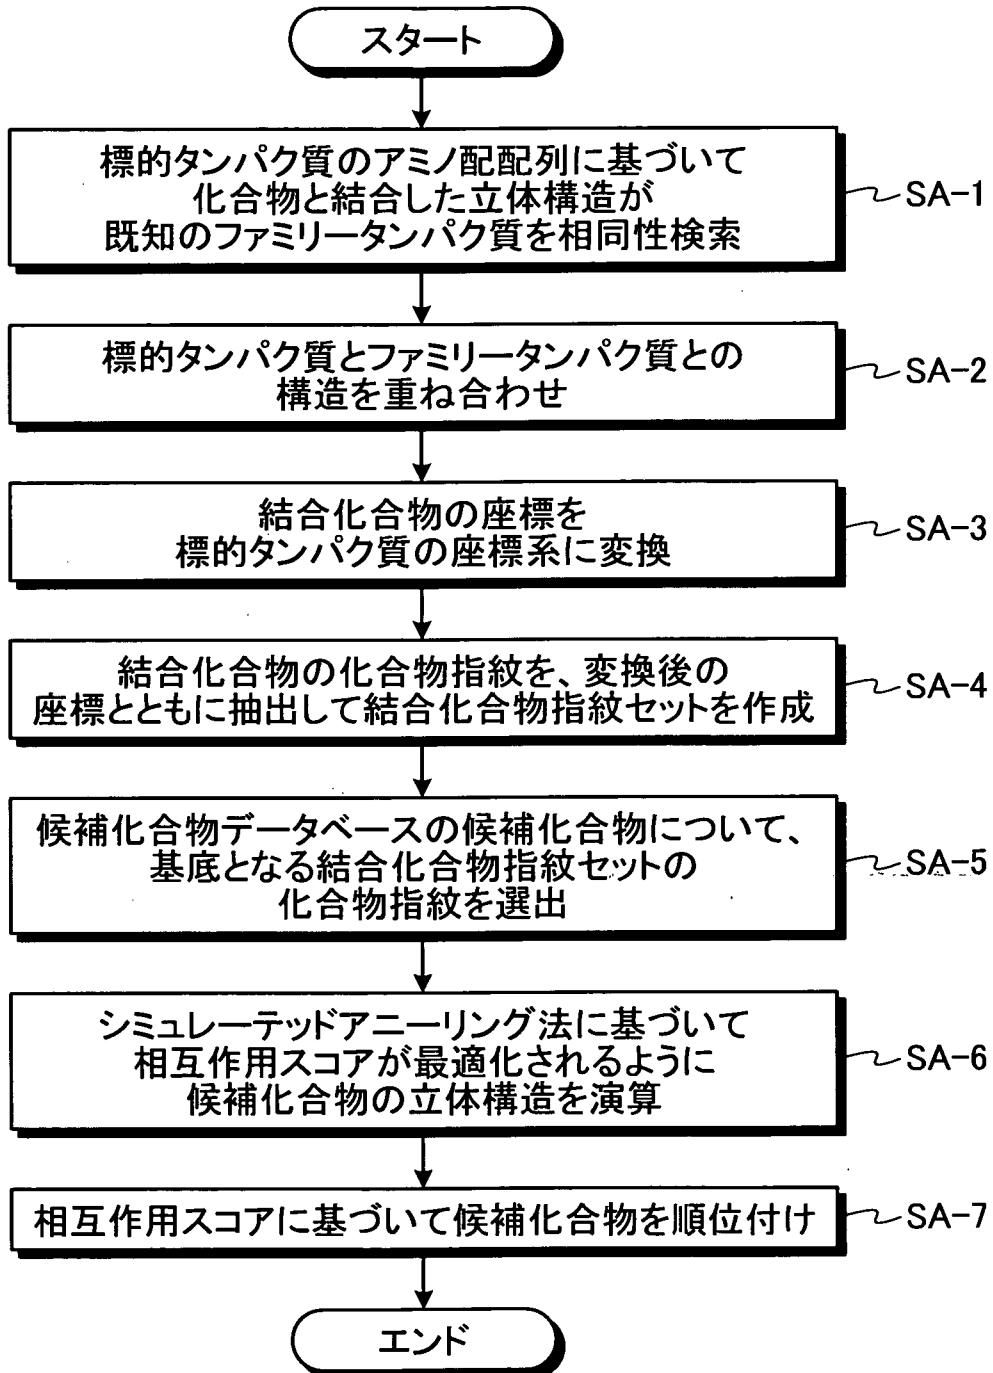 スタート
標的タンパク質のアミノ配配列に基づいて
化合物と結合した立体構造が
既知のファミリータンパク質を相同性検索
SA-1
標的タンパク質とファミリータンパク質との
構造を重ね合わせ
SA-2
結合化合物の座標を
標的タンパク質の座標系に変換
SA-3
結合化合物の化合物指紋を、変換後の
座標とともに抽出して結合化合物指紋セットを作成
SA-4
候補化合物データベースの候補化合物について、
基底となる結合化合物指紋セットの
化合物指紋を選出
SA-5
シミュレーテッドアニーリング法に基づいて
相互作用スコアが最適化されるように
候補化合物の立体構造を演算
SA-6
相互作用スコアに基づいて候補化合物を順位付け
SA-7
エンド